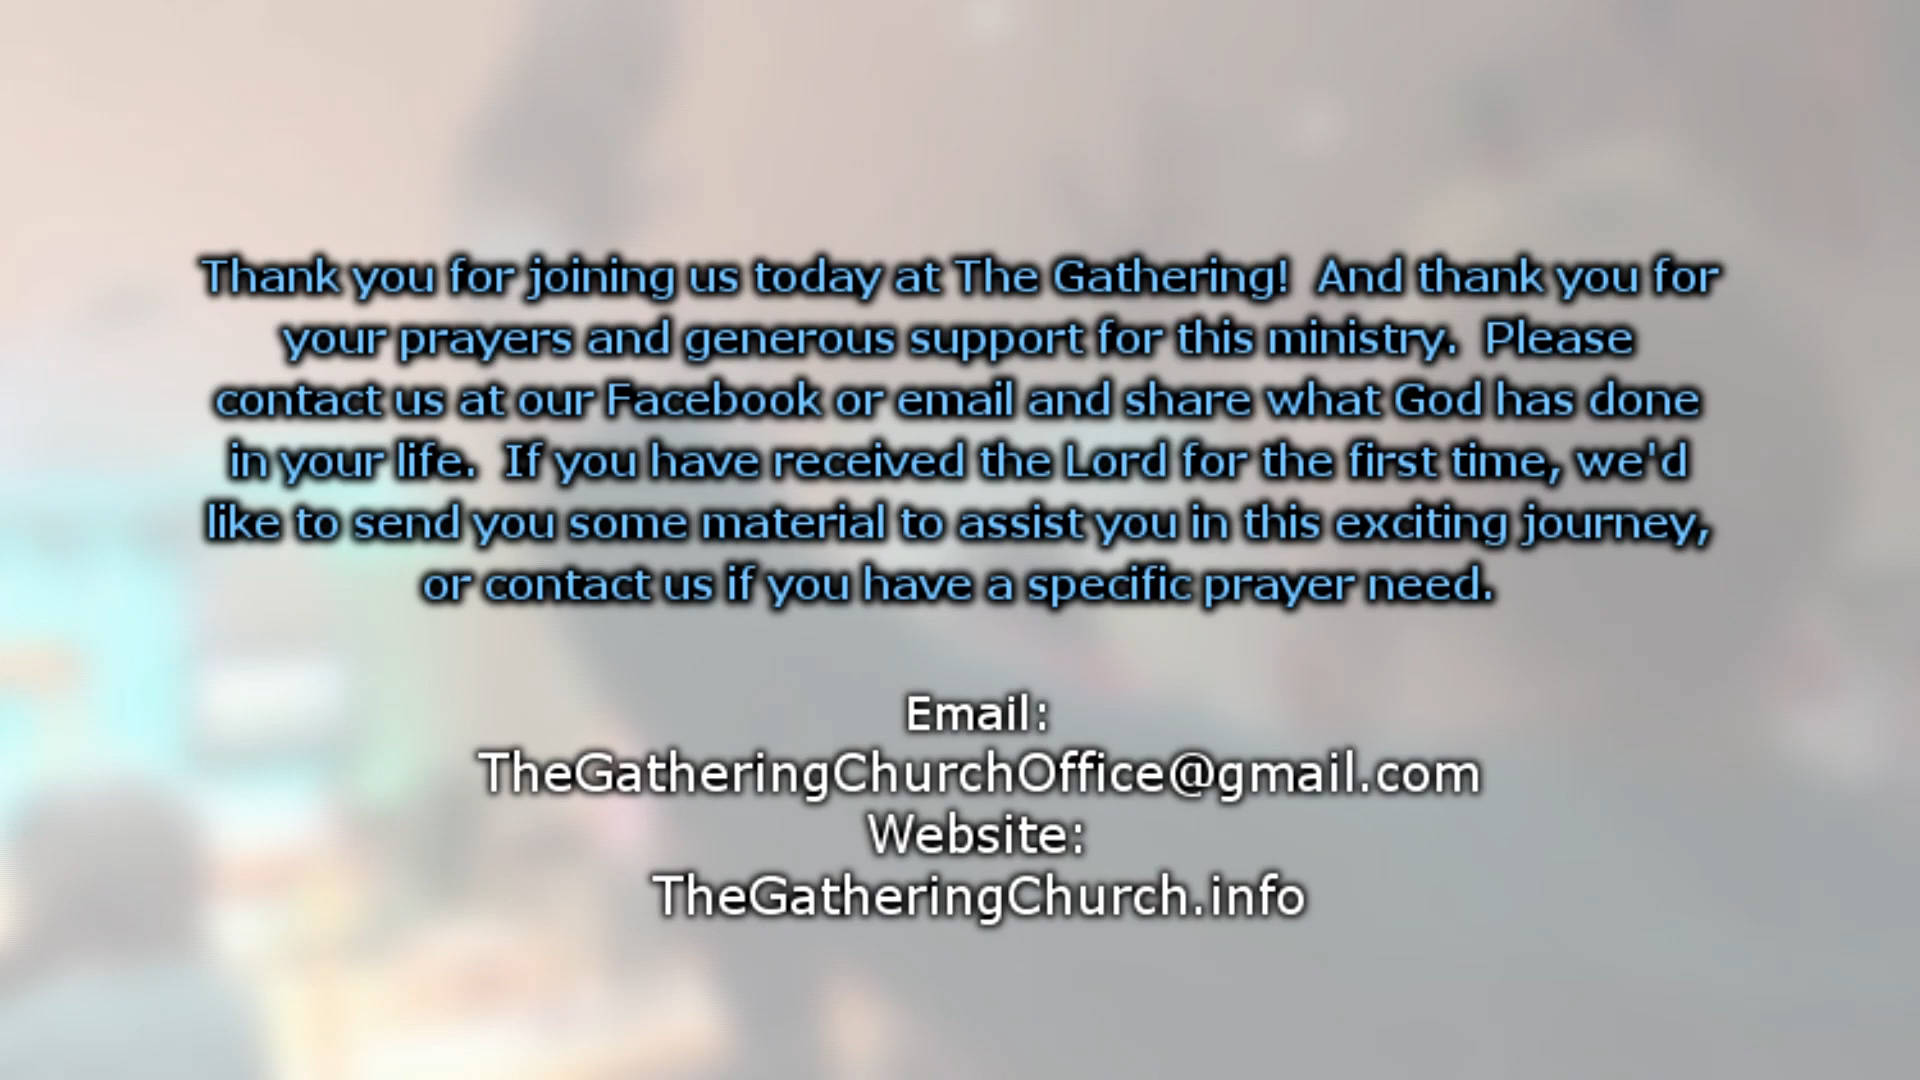 Thank you for joining us today at The Gathering!  And thank you for
your prayers and generous support for this ministry.  Please
contact us at our Facebook or email and share what God has done
in your life.  If you have received the Lord for the first time, we'd
like to send you some material to assist you in this exciting journey,
or contact us if you have a specific prayer need.
Email:
TheGatheringChurchOffice@gmail.com
Website:
TheGatheringChurch.info